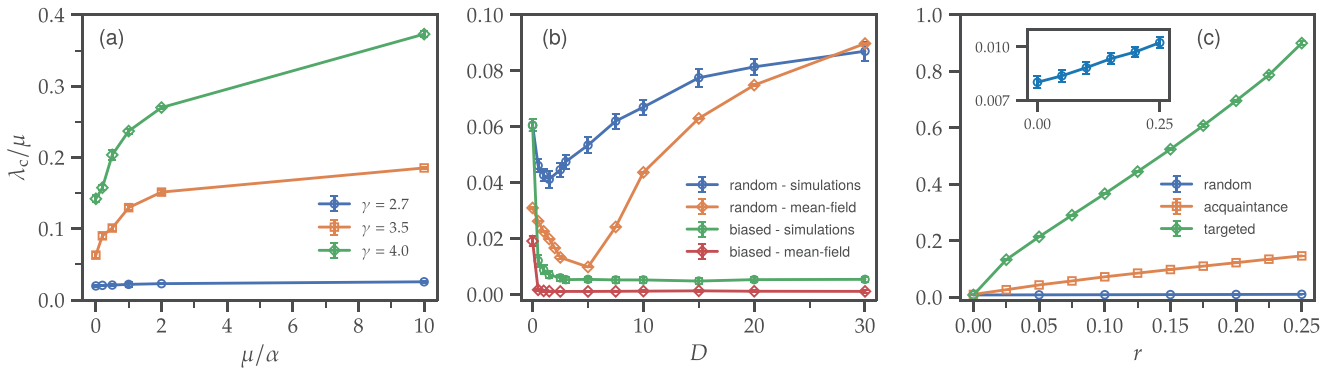 (a)
λc/μ
0.4
0.3
0.2
0.1
0.0
γ = 2.7
γ = 3.5
γ = 4.0
0 2 4 6 8 10
μ/α
(b)
0.10
0.08
0.06
0.04
0.02
0.00
random - simulations
random - mean-field
biased - simulations
biased - mean-field
0 10 20 30
D
(c)
1.0
0.8
0.6
0.4
0.2
0.0
0.010
0.007
0.00 0.25
random
acquaintance
targeted
0.00 0.05 0.10 0.15 0.20 0.25
r